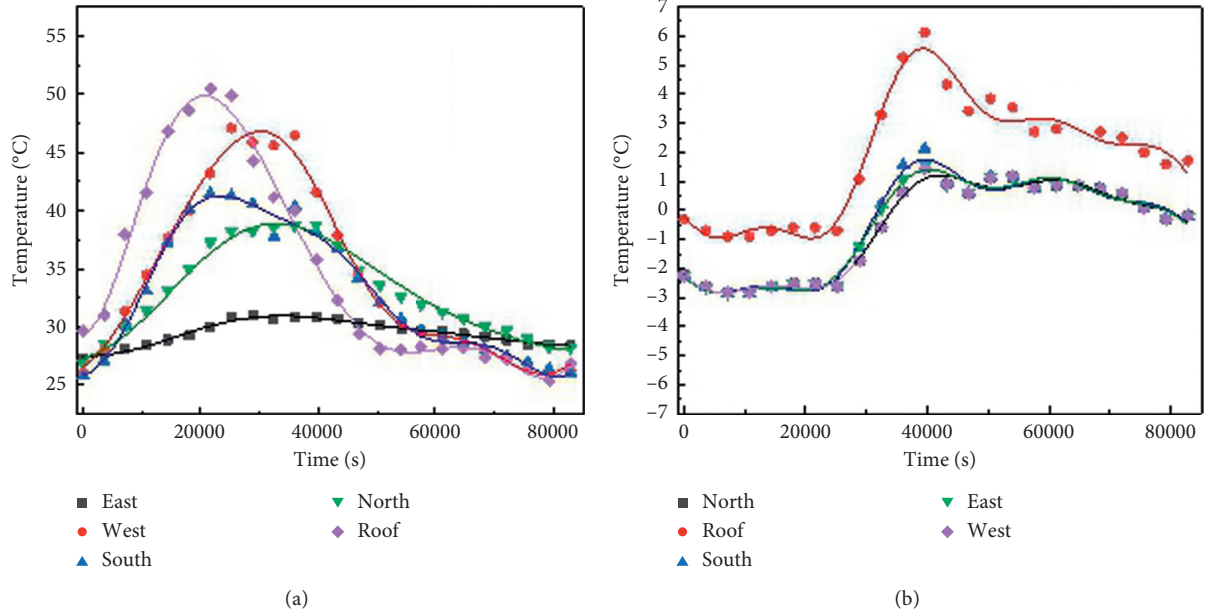 55
50
45
40
35
30
25
Temperature (°C)
0
20000
40000
60000
80000
Time (s)
East
West
South
North
Roof
(a)
7
6
5
4
3
2
1
0
–1
–2
–3
–4
–5
–6
–7
Temperature (°C)
0
20000
40000
60000
80000
Time (s)
North
Roof
South
East
West
(b)